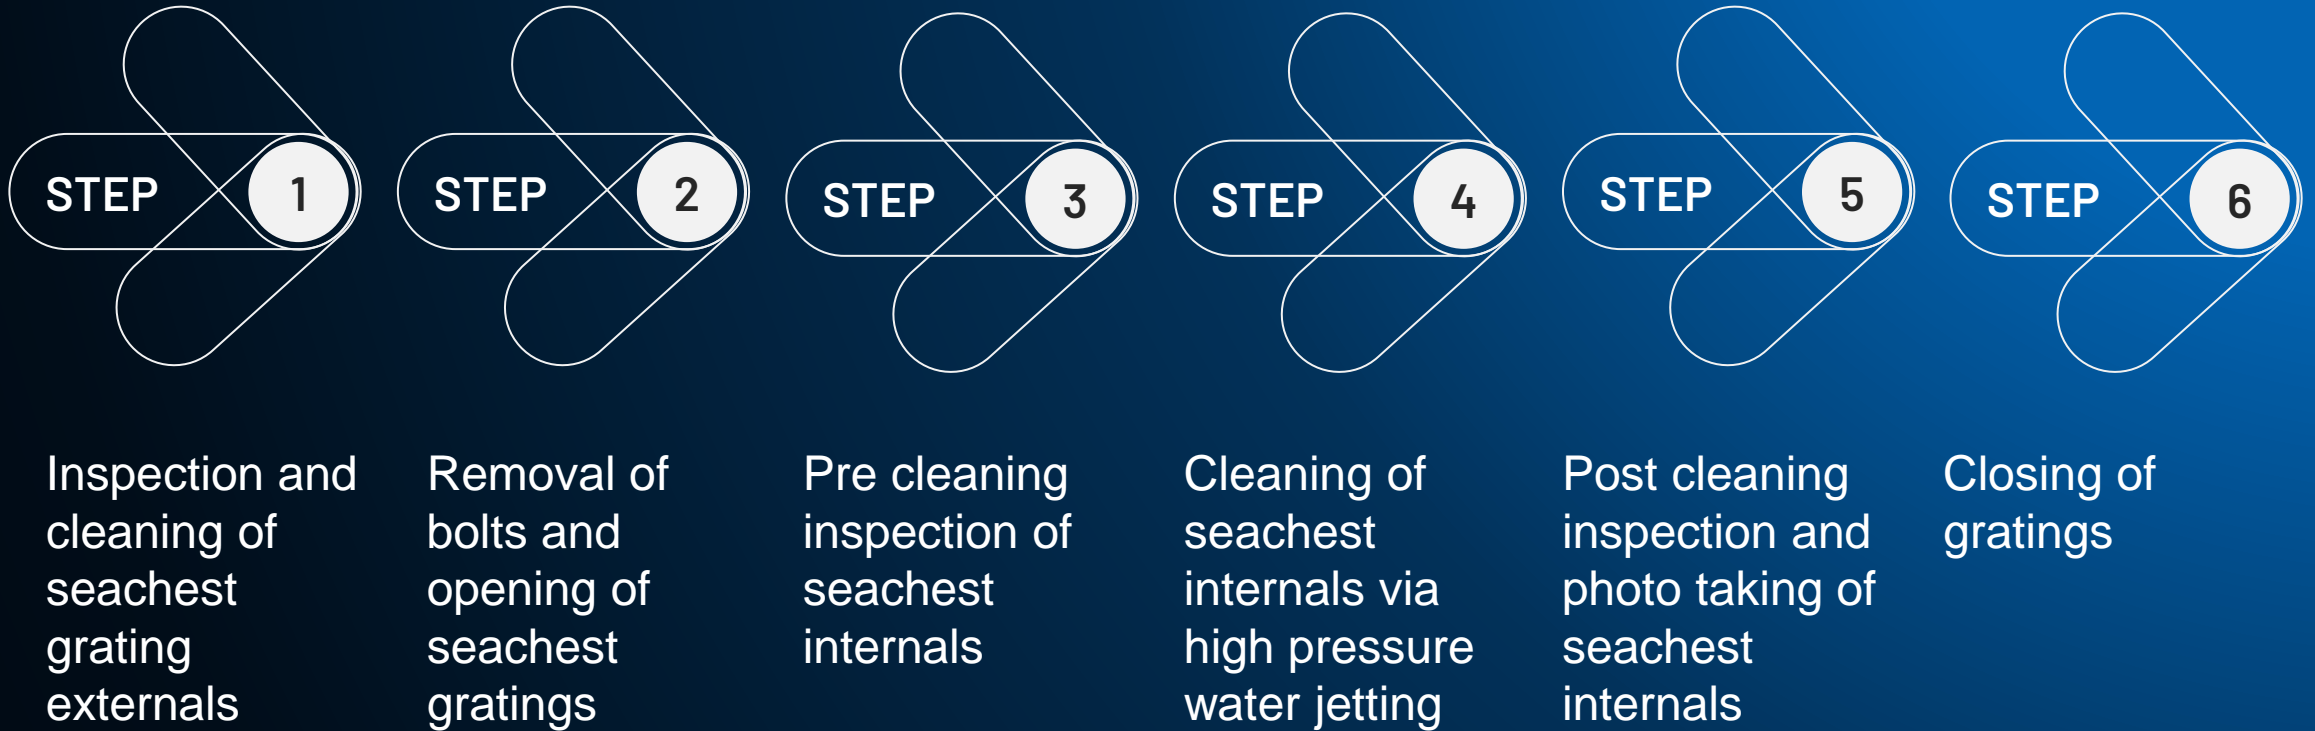 STEP 1
STEP 2
STEP 3
STEP 4
STEP 5
STEP 6
Inspection and
cleaning of
seachest
grating
externals
Removal of
bolts and
opening of
seachest
gratings
Pre cleaning
inspection of
seachest
internals
Cleaning of
seachest
internals via
high pressure
water jetting
Post cleaning
inspection and
photo taking of
seachest
internals
Closing of
gratings